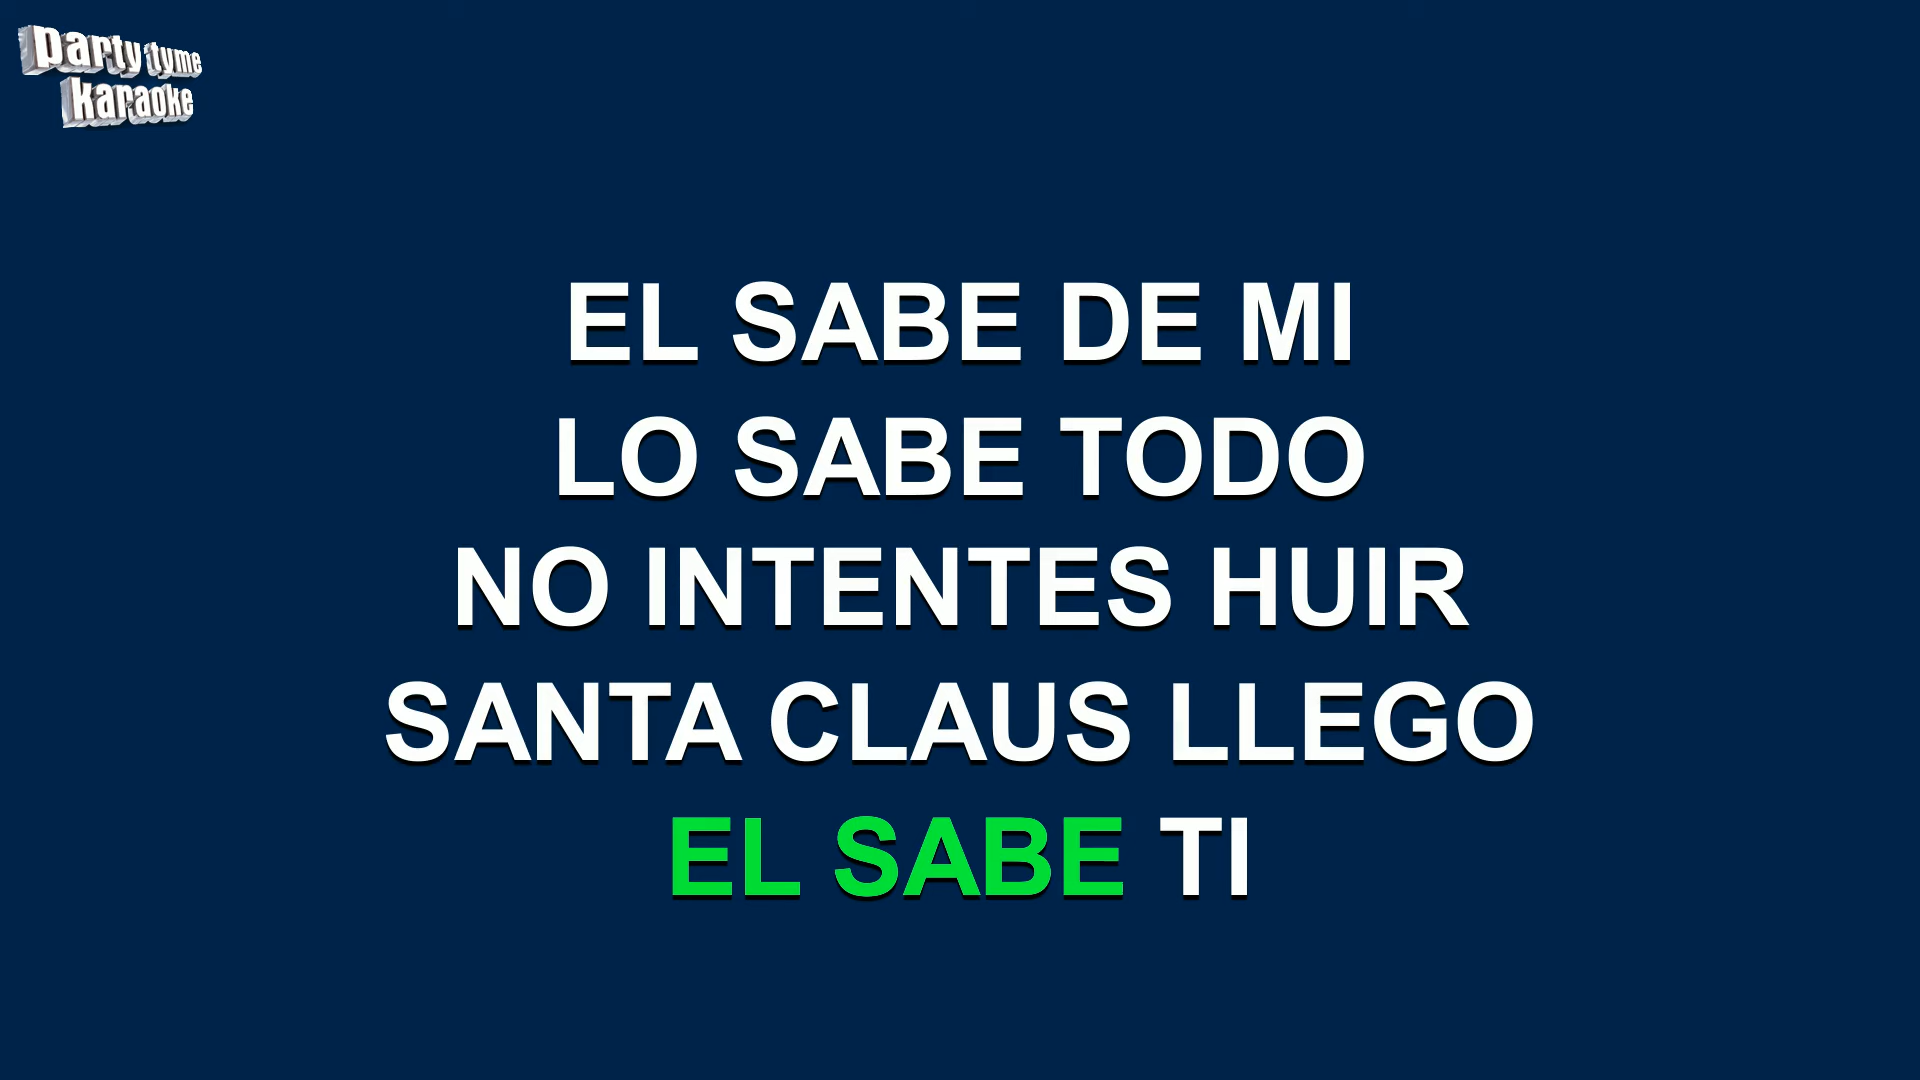 party tyme
karaoke
EL SABE DE MI
LO SABE TODO
NO INTENTES HUIR
SANTA CLAUS LLEGO
EL SABE TI